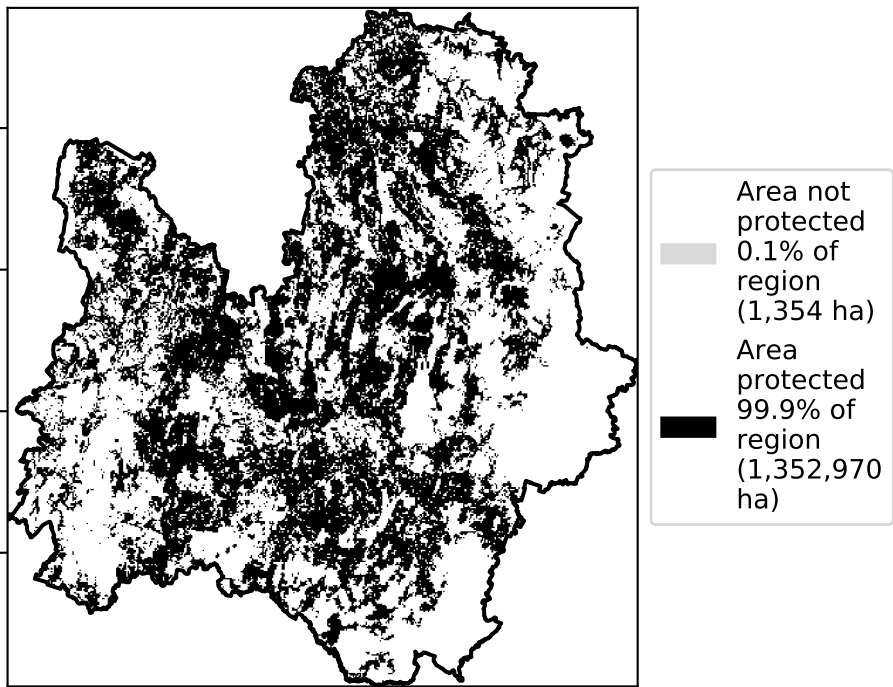 Area not
protected
0.1% of
region
(1,354 ha)
Area
protected
99.9% of
region
(1,352,970
ha)